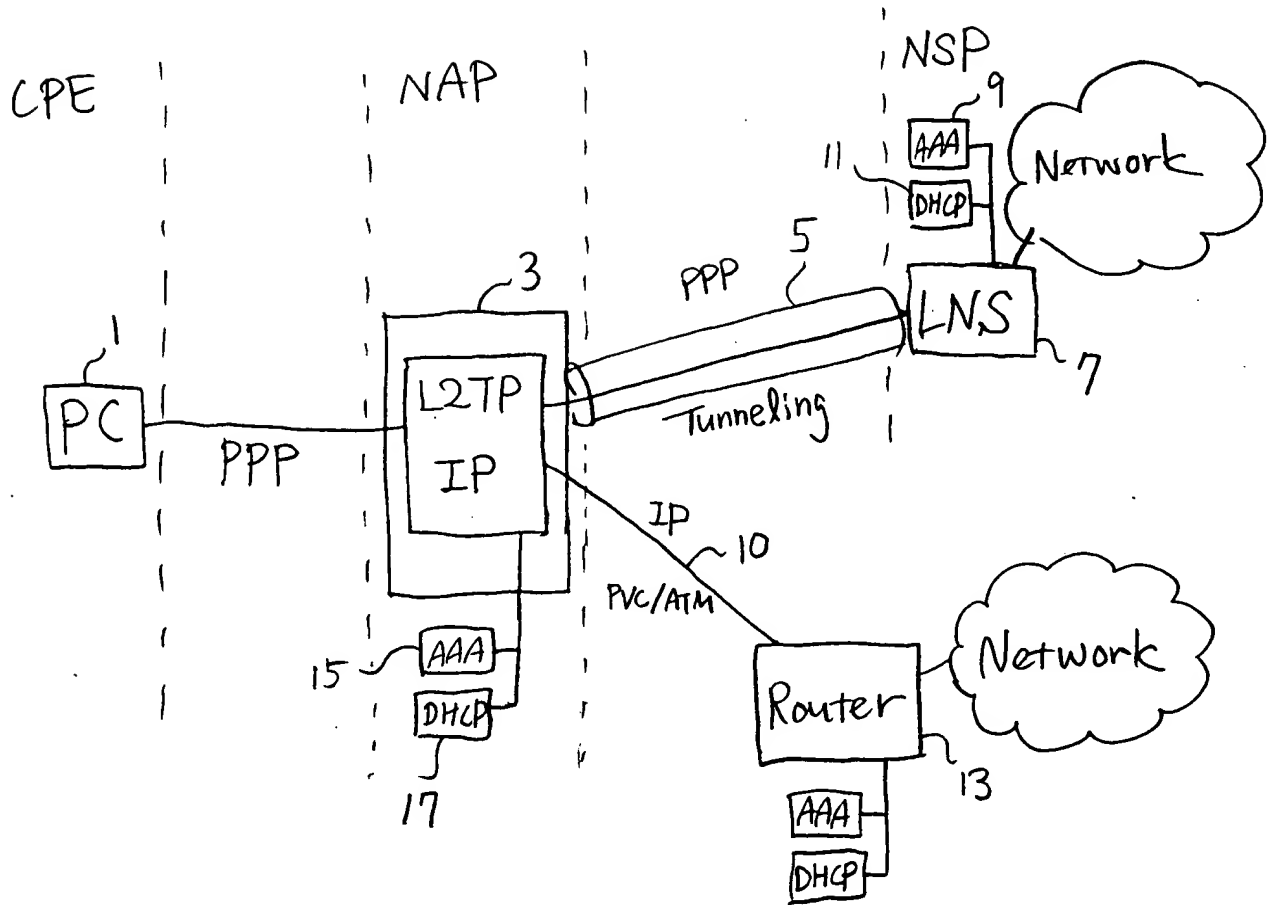 CPE
NAP
NSP
9
AAA
11
DHCP
Network
5
PPP
LNS
7
Tunneling
3
1
PC
PPP
L2TP
IP
IP
10
PVC/ATM
15
AAA
DHCP
17
Router
13
Network
AAA
DHCP